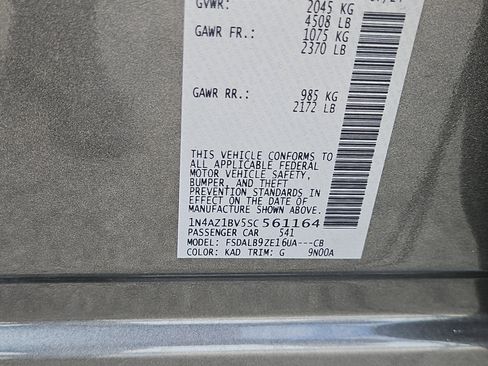 GVWR: 2045 KG
4508 LB
GAWR FR.: 1075 KG
2370 LB
GAWR RR.: 985 KG
2172 LB
THIS VEHICLE CONFORMS TO
ALL APPLICABLE FEDERAL
MOTOR VEHICLE SAFETY,
BUMPER, AND THEFT
PREVENTION STANDARDS IN
EFFECT ON THE DATE OF
MANUFACTURE SHOWN ABOVE.
1N4AZ1BV5SC561164
PASSENGER CAR 541
MODEL: FSDALB9ZE16UA---CB
COLOR: KAD TRIM: G 9N00A